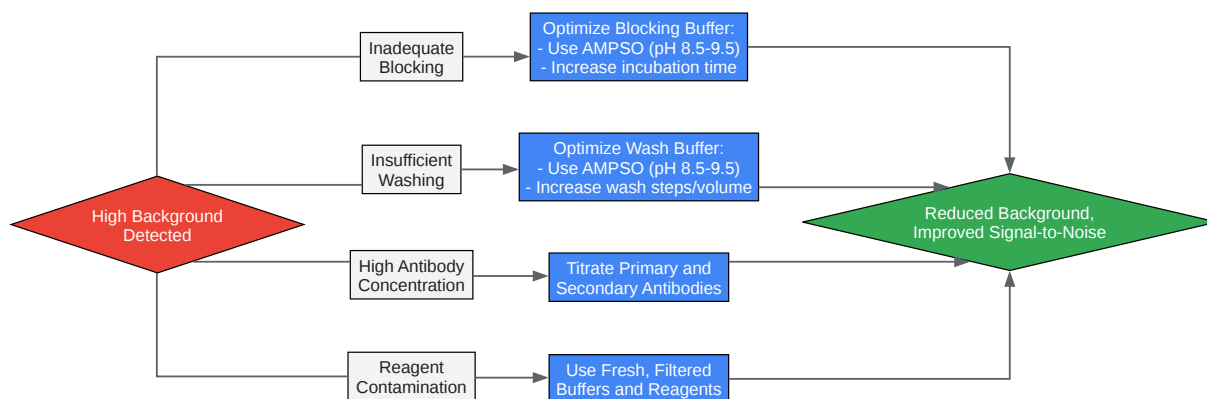 Inadequate
Blocking
Optimize Blocking Buffer:
- Use AMPSO (pH 8.5-9.5)
- Increase incubation time
Insufficient
Washing
Optimize Wash Buffer:
- Use AMPSO (pH 8.5-9.5)
- Increase wash steps/volume
High Background
Detected
Reduced Background,
Improved Signal-to-Noise
High Antibody
Concentration
Titrate Primary and
Secondary Antibodies
Reagent
Contamination
Use Fresh, Filtered
Buffers and Reagents